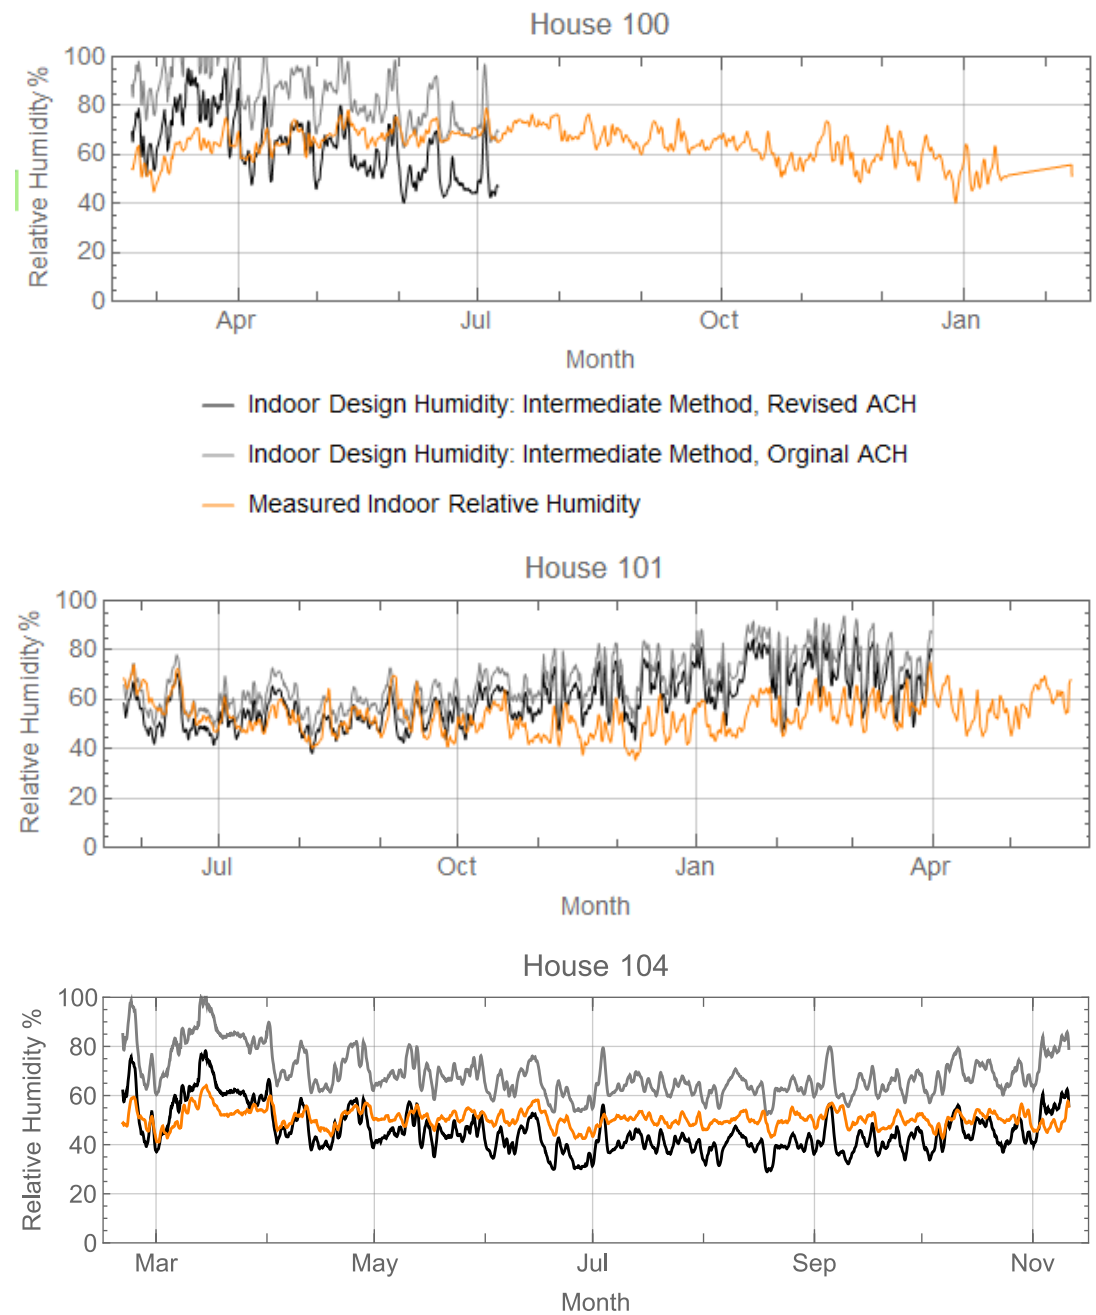 House 100
Relative Humidity %
100
80
60
40
20
0
Apr Jul Oct Jan
Month
Indoor Design Humidity: Intermediate Method, Revised ACH
Indoor Design Humidity: Intermediate Method, Orginal ACH
Measured Indoor Relative Humidity
House 101
Relative Humidity %
100
80
60
40
20
0
Jul Oct Jan Apr
Month
House 104
Relative Humidity %
100
80
60
40
20
0
Mar May Jul Sep Nov
Month